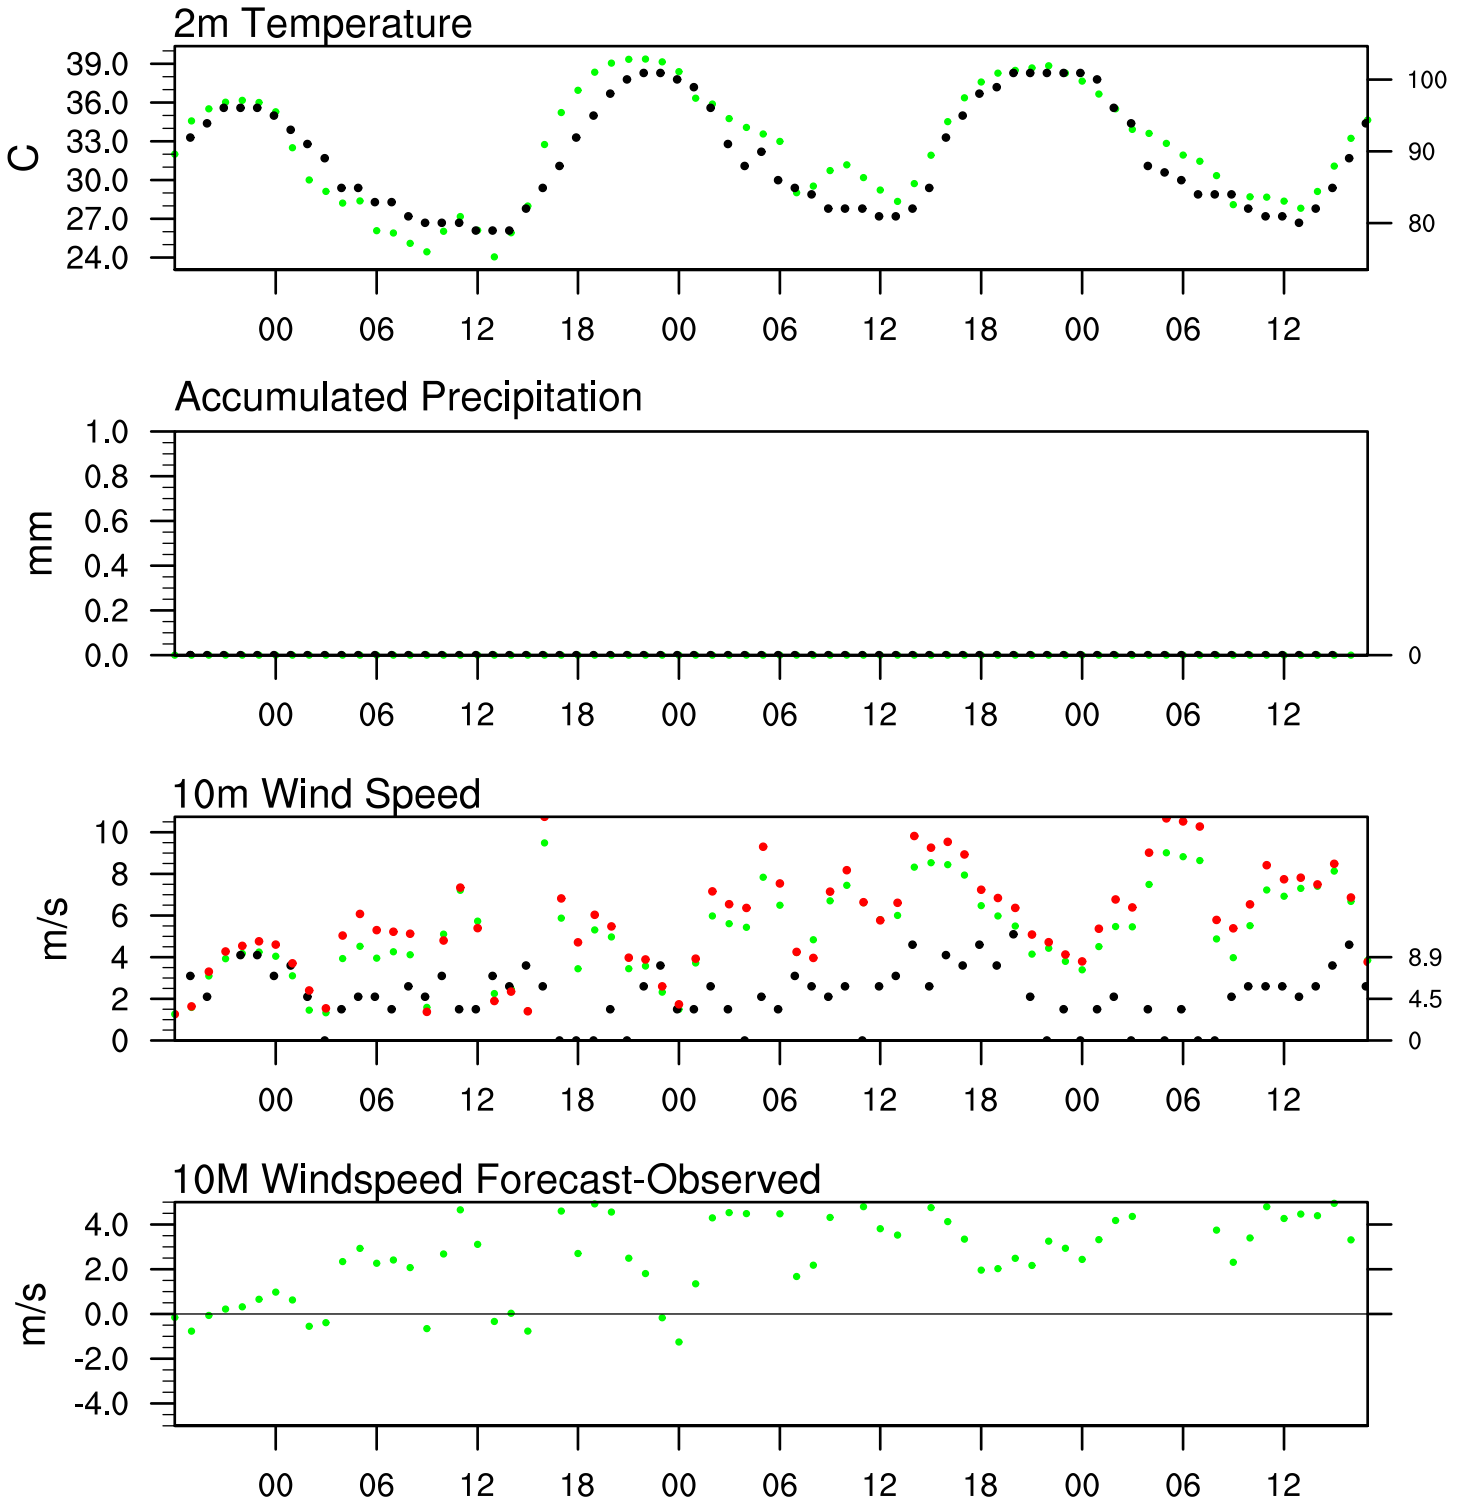 2m Temperature
C
39.0
36.0
33.0
30.0
27.0
24.0
100
90
80
00 06 12 18 00 06 12 18 00 06 12
Accumulated Precipitation
mm
1.0
0.8
0.6
0.4
0.2
0.0
0
00 06 12 18 00 06 12 18 00 06 12
10m Wind Speed
m/s
10
8
6
4
2
0
8.9
4.5
0
00 06 12 18 00 06 12 18 00 06 12
10M Windspeed Forecast-Observed
m/s
4.0
2.0
0.0
-2.0
-4.0
00 06 12 18 00 06 12 18 00 06 12